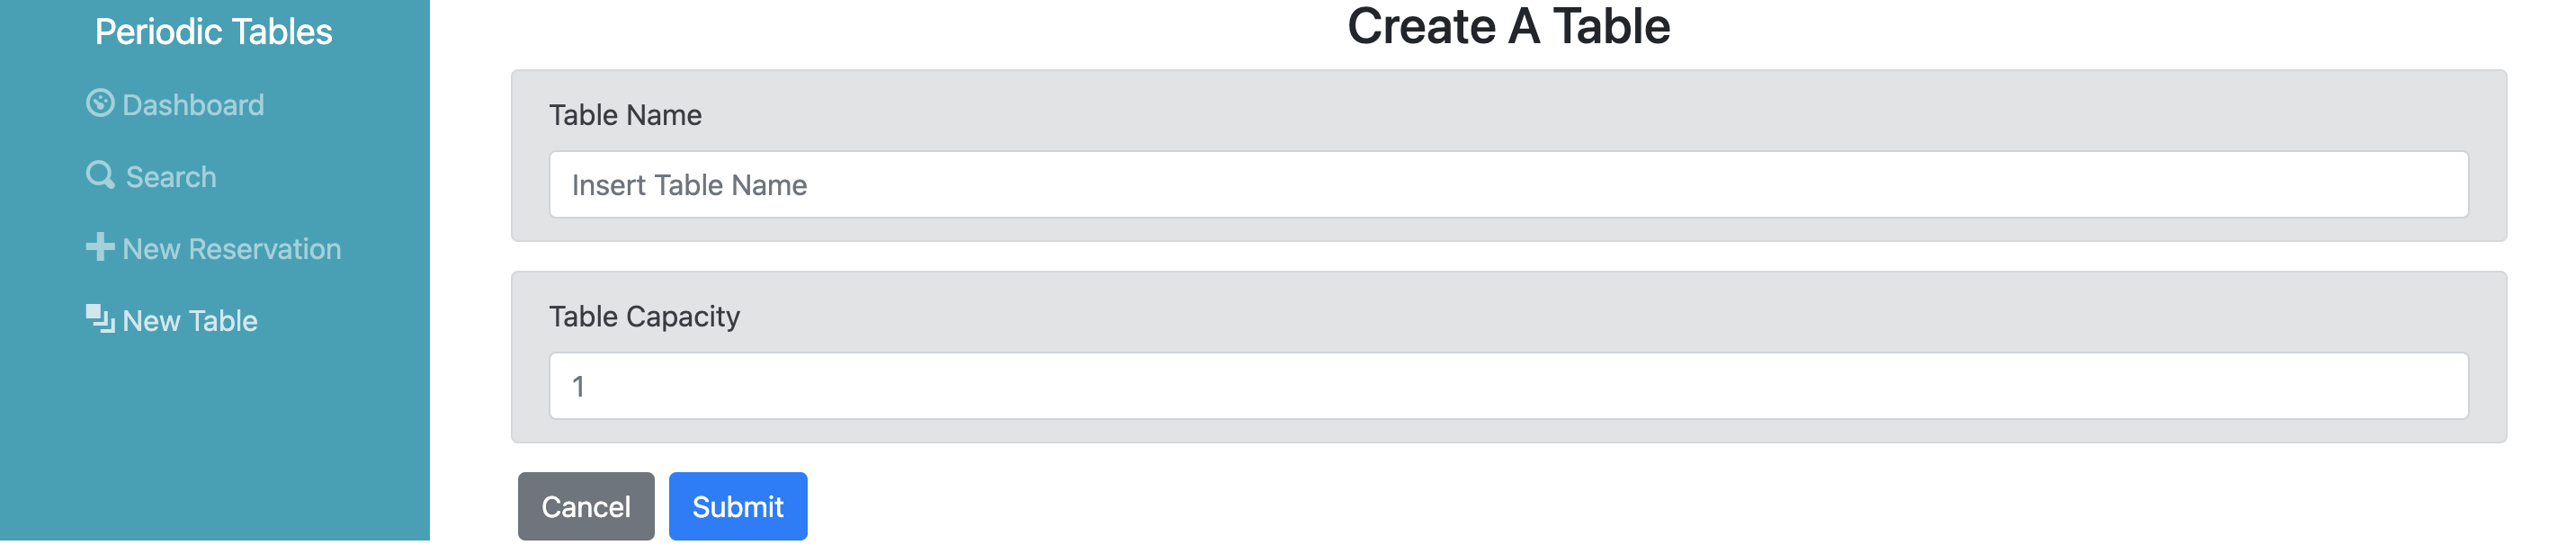 Periodic Tables
Dashboard
Search
New Reservation
New Table
Create A Table
Table Name
Insert Table Name
Table Capacity
1
Cancel
Submit